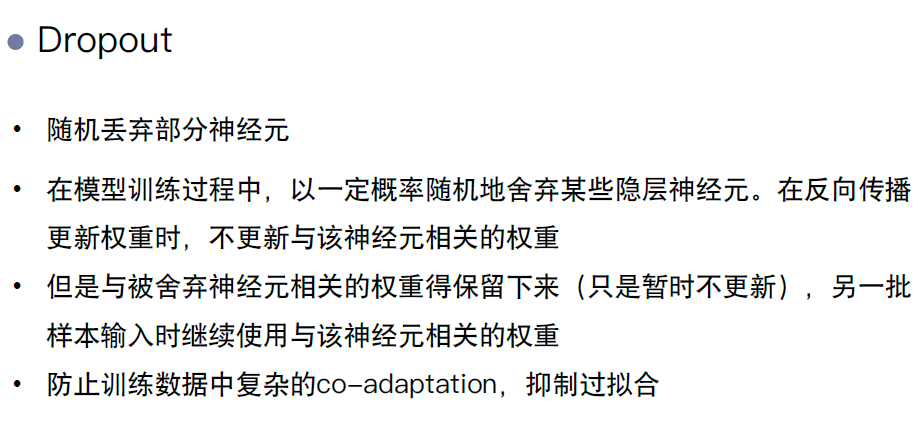 ● Dropout
• 随机丢弃部分神经元
• 在模型训练过程中，以一定概率随机地舍弃某些隐层神经元。在反向传播
更新权重时，不更新与该神经元相关的权重
• 但是与被舍弃神经元相关的权重得保留下来（只是暂时不更新），另一批
样本输入时继续使用与该神经元相关的权重
• 防止训练数据中复杂的co-adaptation，抑制过拟合